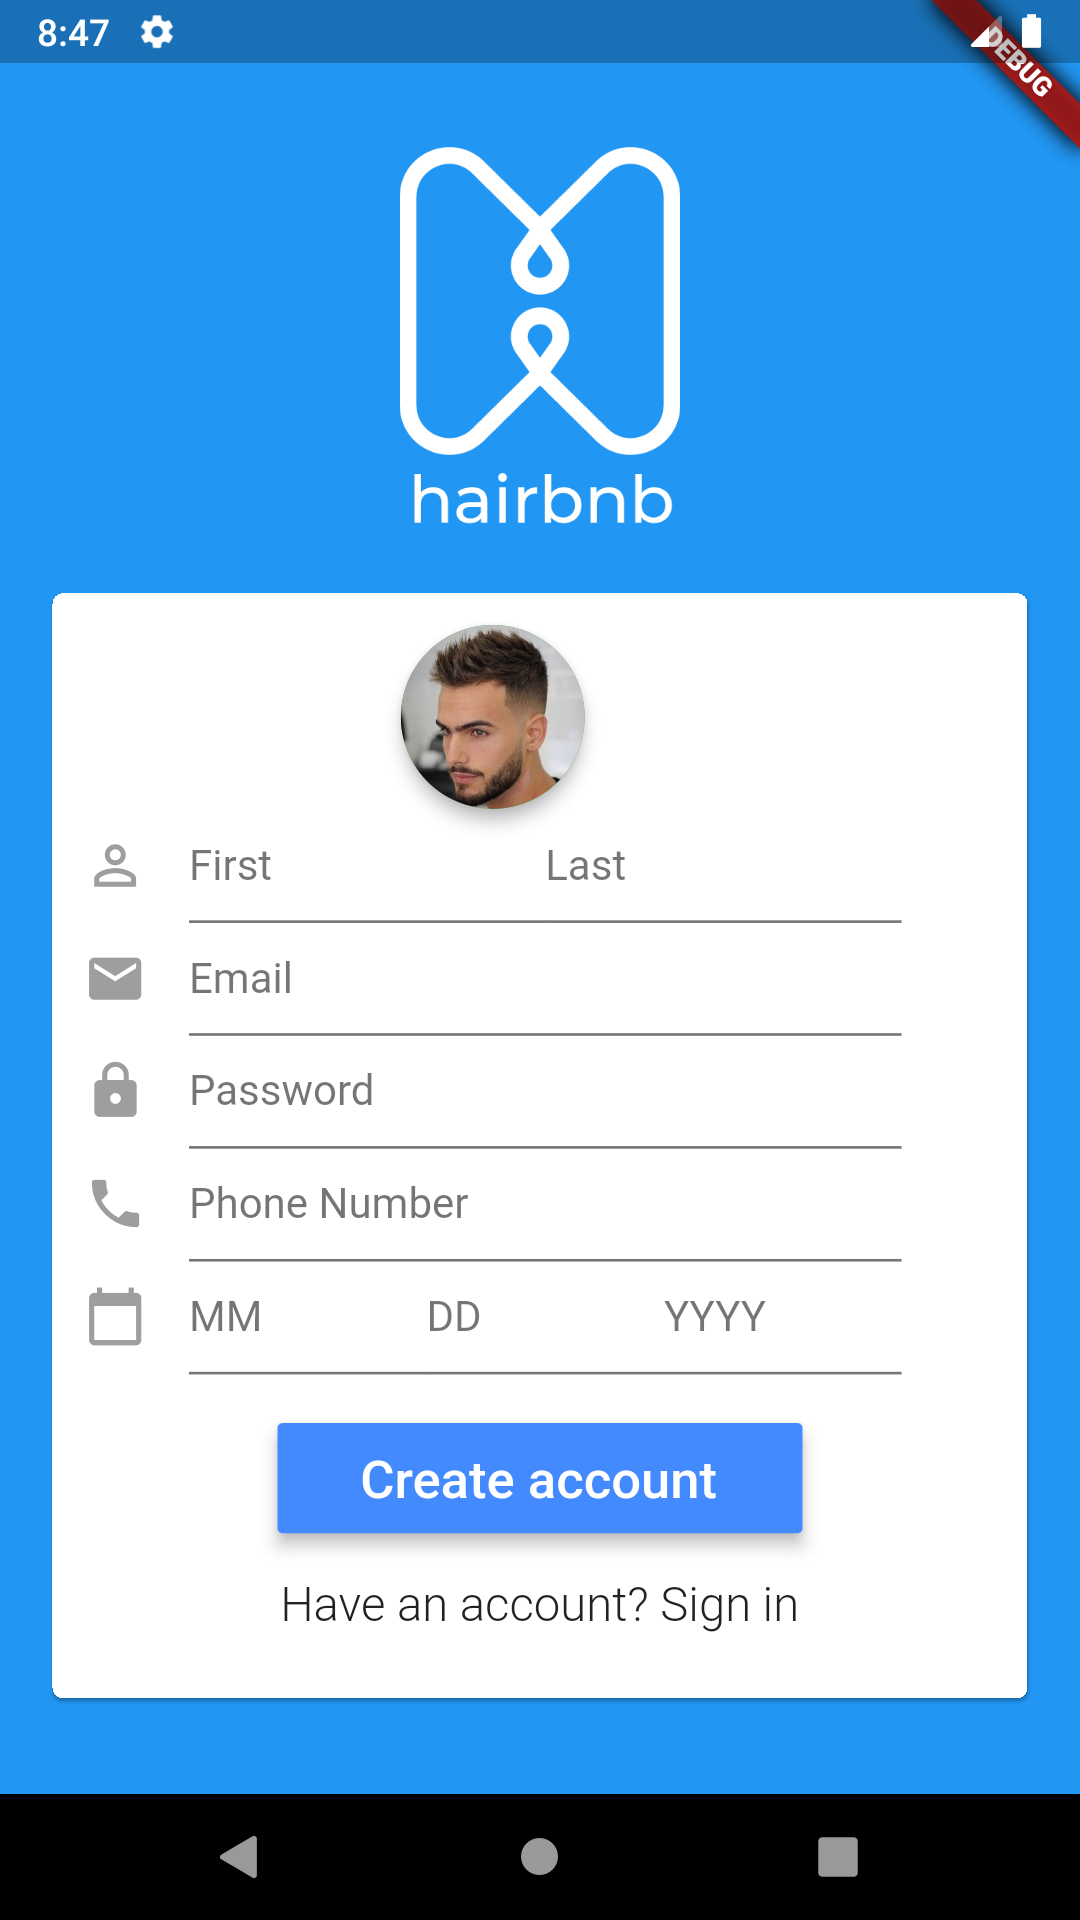 8:47
DEBUG
hairbnb
First Last
Email
Password
Phone Number
MM DD YYYY
Create account
Have an account? Sign in